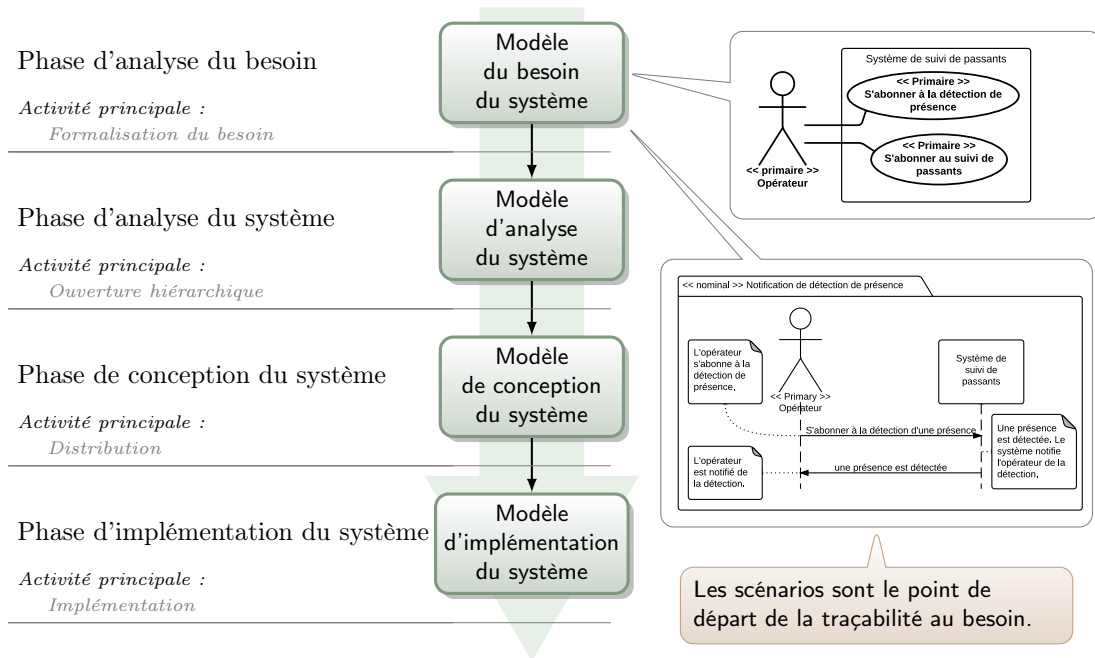 Phase d'analyse du besoin
Activité principale :
Formalisation du besoin
Phase d'analyse du système
Activité principale :
Ouverture hiérarchique
Phase de conception du système
Activité principale :
Distribution
Phase d'implémentation du système
Activité principale :
Implémentation
Modèle
du besoin
du système
Modèle
d'analyse
du système
Modèle
de conception
du système
Modèle
d'implémentation
du système
Système de suivi de passants
<< Primaire >>
S'abonner à la détection de
présence
<< Primaire >>
S'abonner au suivi de
passants
<< primaire >>
Opérateur
<< nominal >> Notification de détection de présence
L'opérateur
s'abonne à la
détection de
présence.
<< Primary >>
Opérateur
Système de
suivi de
passants
S'abonner à la détection d'une présence
Une présence
est détectée. Le
système notifie
l'opérateur de la
détection.
L'opérateur
est notifié de
la détection.
une présence est détectée
Les scénarios sont le point de
départ de la traçabilité au besoin.